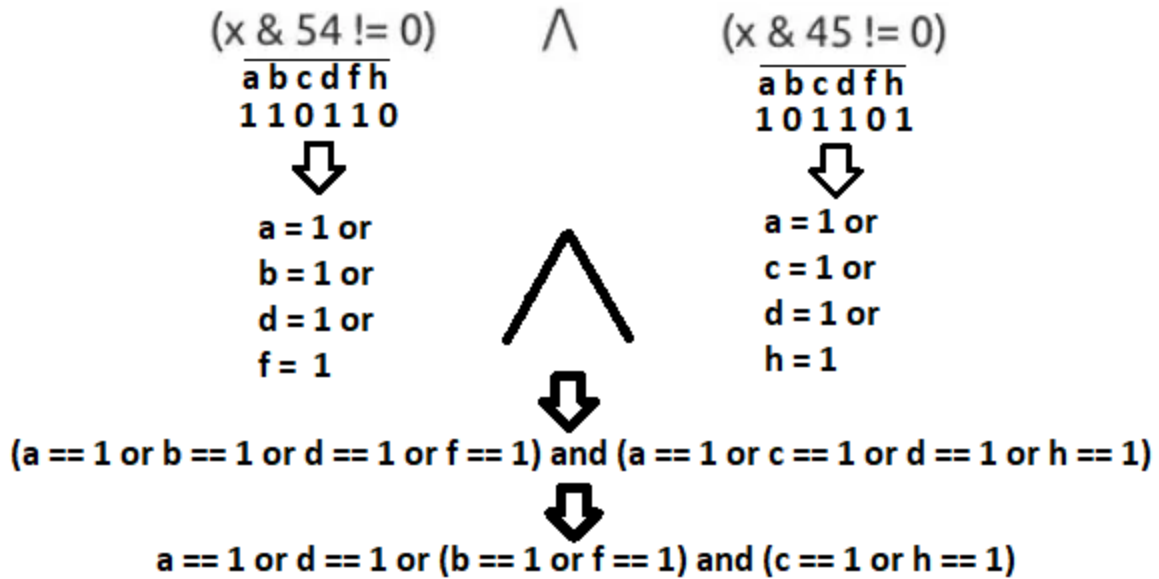 (x & 54 != 0) /\ (x & 45 != 0)
a b c d f h
1 1 0 1 1 0
a b c d f h
1 0 1 1 0 1
a = 1 or
b = 1 or
d = 1 or
f = 1
a = 1 or
c = 1 or
d = 1 or
h = 1
(a == 1 or b == 1 or d == 1 or f == 1) and (a == 1 or c == 1 or d == 1 or h == 1)
a == 1 or d == 1 or (b == 1 or f == 1) and (c == 1 or h == 1)